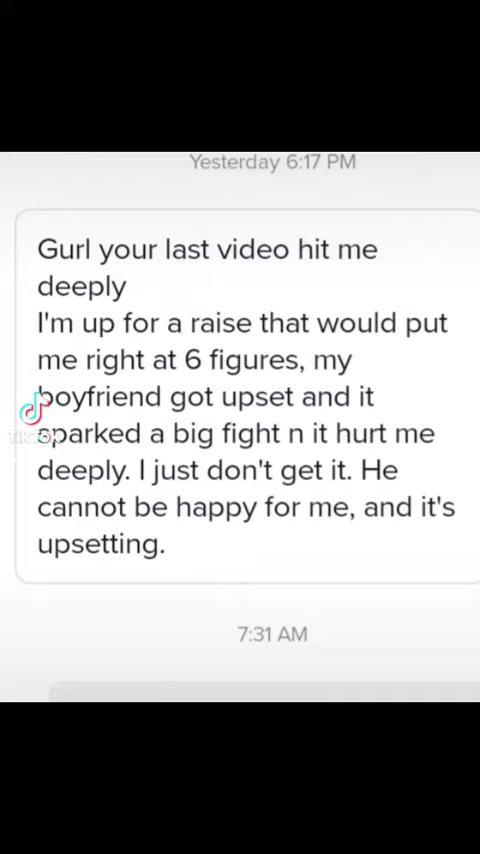 Yesterday 6:17 PM
Gurl your last video hit me
deeply
I'm up for a raise that would put
me right at 6 figures, my
boyfriend got upset and it
sparked a big fight n it hurt me
deeply. I just don't get it. He
cannot be happy for me, and it's
upsetting.
TikTok
7:31 AM